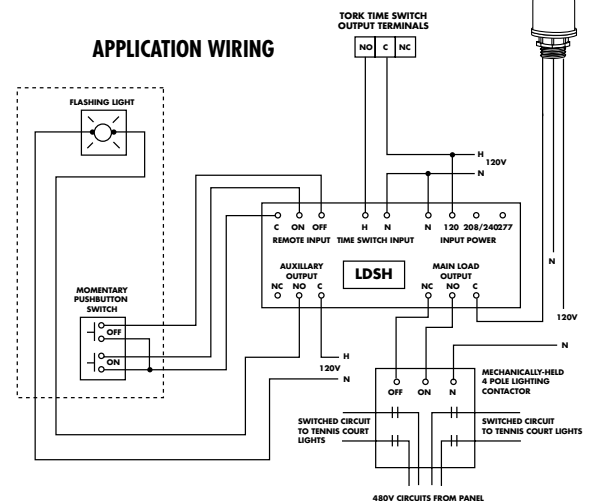 TORK TIME SWITCH
OUTPUT TERMINALS
NO C NC
APPLICATION WIRING
FLASHING LIGHT
H
120V
N
C ON OFF H N N 120 208/240 277
REMOTE INPUT TIME SWITCH INPUT INPUT POWER
AUXILLARY
OUTPUT
NC NO C
LDSH
MAIN LOAD
OUTPUT
NC NO C
N
120V
MOMENTARY
PUSHBUTTON
SWITCH
OFF
ON
H
120V
N
N
OFF ON N
MECHANICALLY-HELD
4 POLE LIGHTING
CONTACTOR
SWITCHED CIRCUIT
TO TENNIS COURT
LIGHTS
SWITCHED CIRCUIT
TO TENNIS COURT LIGHTS
480V CIRCUITS FROM PANEL